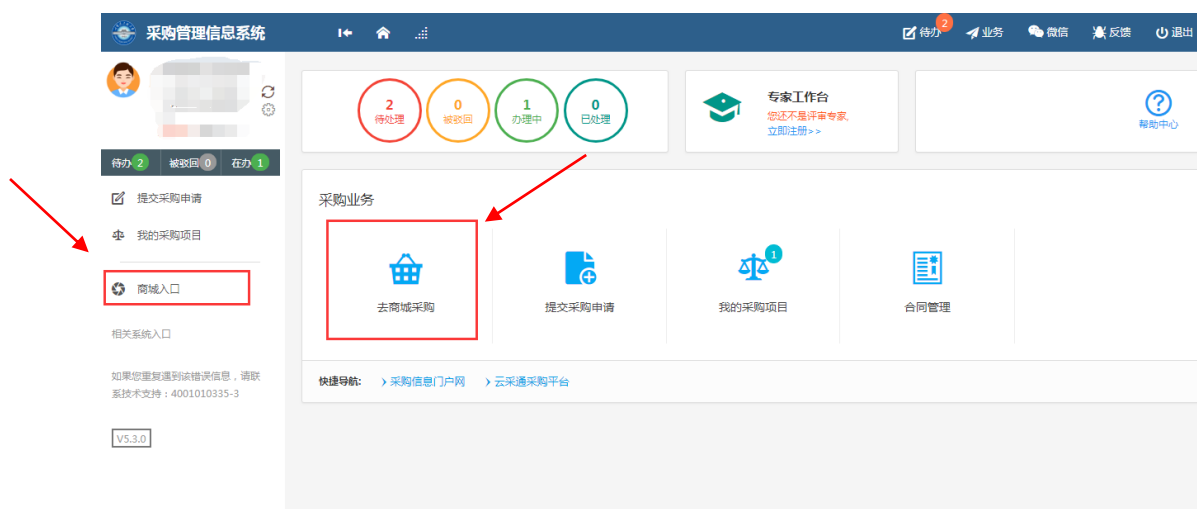 采购管理信息系统
待办 2
业务
微信
反馈
退出
待办 2 被驳回 0 在办 1
提交采购申请
我的采购项目
商城入口
相关系统入口
如果您重复遇到该错误信息，请联
系技术支持：4001010335-3
V5.3.0
2
待处理
0
被驳回
1
办理中
0
已处理
专家工作台
您还不是评审专家,
立即注册>>
帮助中心
采购业务
去商城采购
提交采购申请
1
我的采购项目
合同管理
快捷导航: 采购信息门户网 云采通采购平台